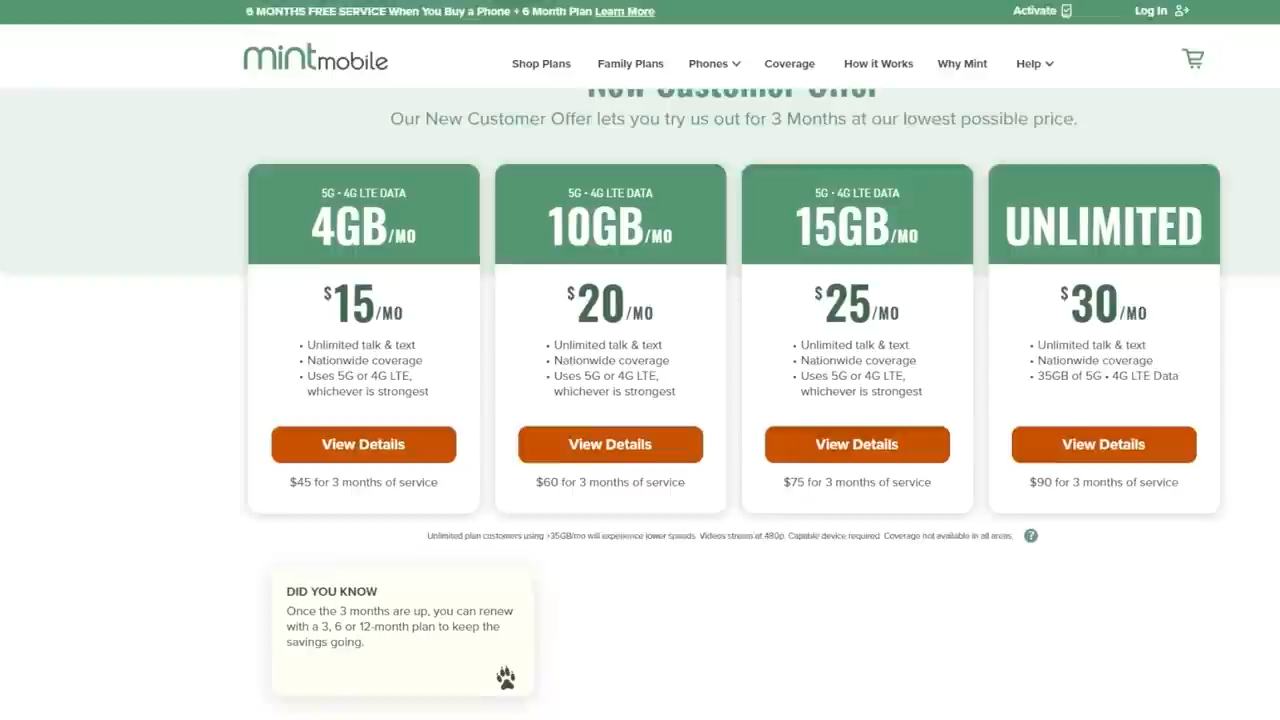 6 MONTHS FREE SERVICE When You Buy a Phone + 6 Month Plan Learn More
Activate
Log In
mintmobile
Shop Plans
Family Plans
Phones
Coverage
How it Works
Why Mint
Help
New Customer Offer
Our New Customer Offer lets you try us out for 3 Months at our lowest possible price.
5G • 4G LTE DATA
4GB/MO
$15/MO
• Unlimited talk & text
• Nationwide coverage
• Uses 5G or 4G LTE,
whichever is strongest
View Details
$45 for 3 months of service
5G • 4G LTE DATA
10GB/MO
$20/MO
• Unlimited talk & text
• Nationwide coverage
• Uses 5G or 4G LTE,
whichever is strongest
View Details
$60 for 3 months of service
5G • 4G LTE DATA
15GB/MO
$25/MO
• Unlimited talk & text
• Nationwide coverage
• Uses 5G or 4G LTE,
whichever is strongest
View Details
$75 for 3 months of service
UNLIMITED
$30/MO
• Unlimited talk & text
• Nationwide coverage
• 35GB of 5G • 4G LTE Data
View Details
$90 for 3 months of service
Unlimited plan customers using >35GB/mo will experience lower speeds. Videos stream at 480p. Capable device required. Coverage not available in all areas. ?
DID YOU KNOW
Once the 3 months are up, you can renew
with a 3, 6 or 12-month plan to keep the
savings going.